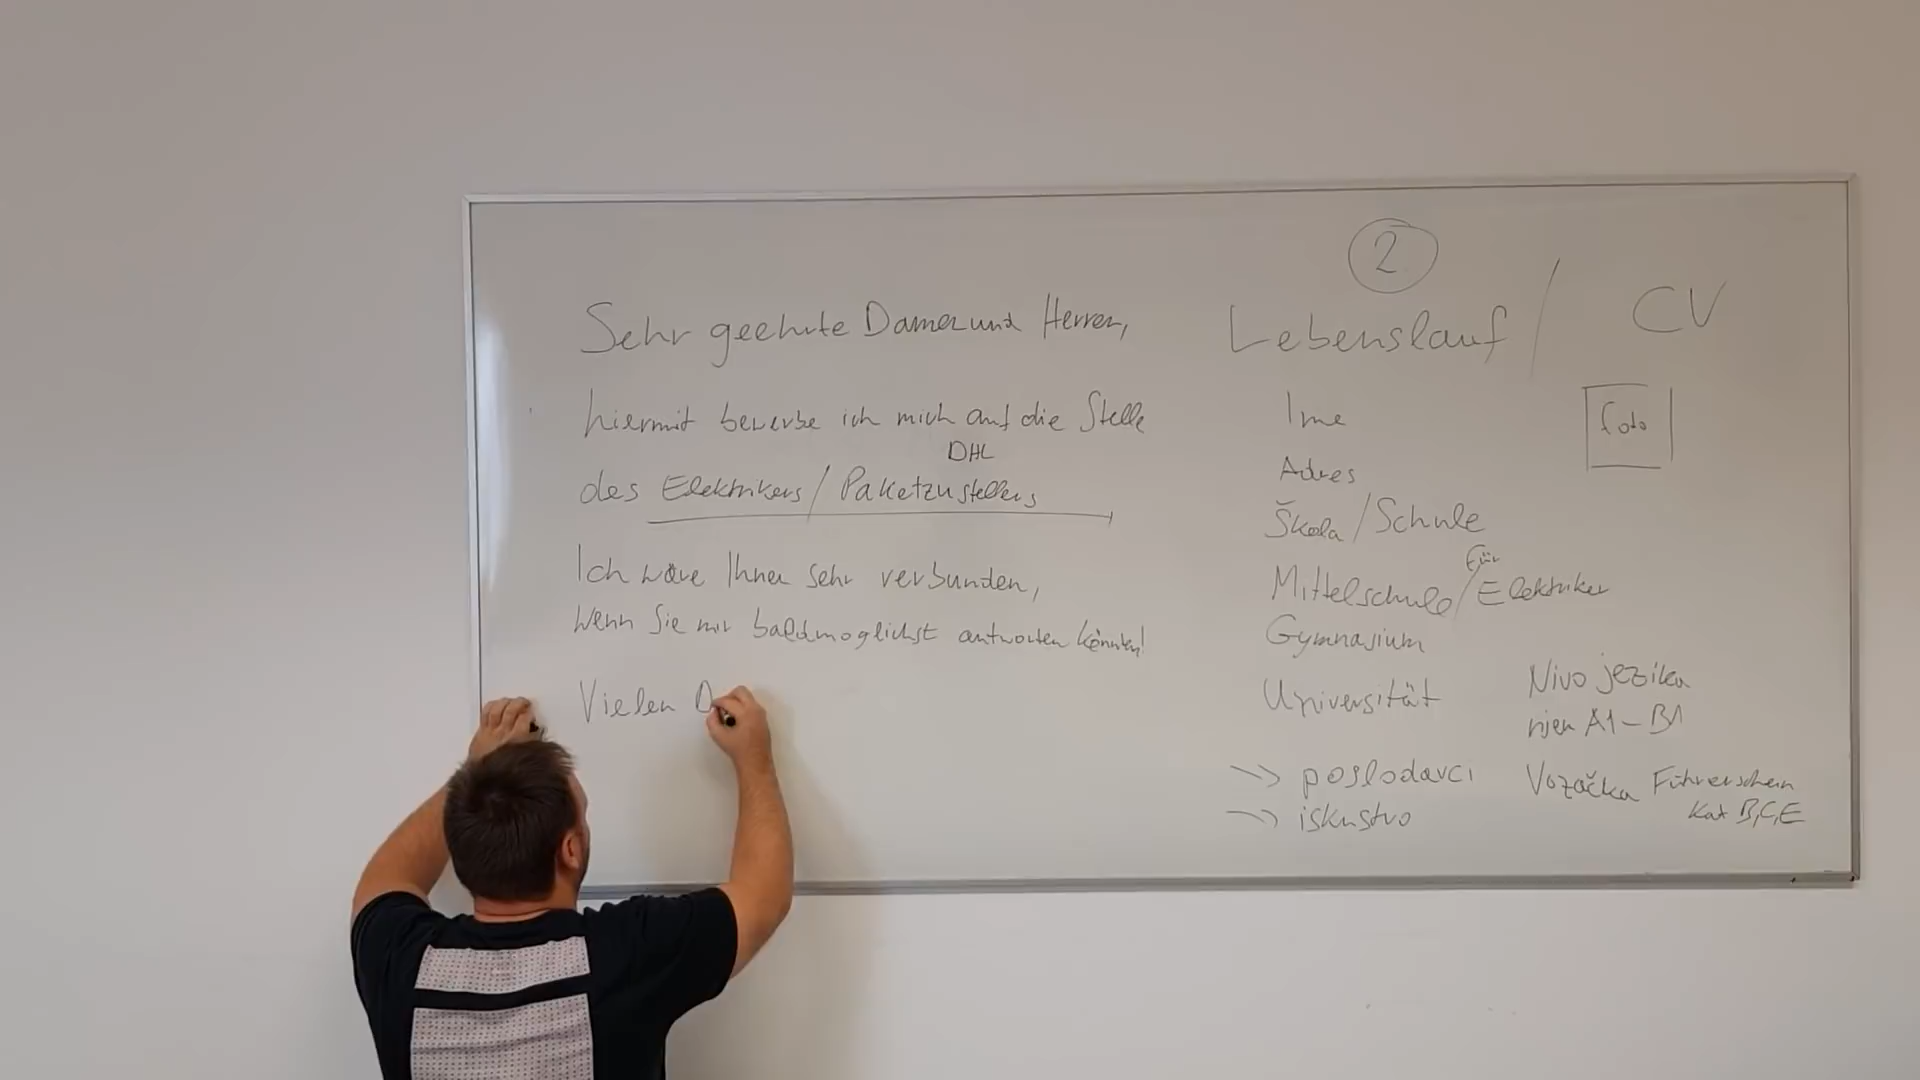 Sehr geehrte Damen und Herren,
hiermit bewerbe ich mich auf die Stelle
DHL
des Elektrikers / Paketzustellers
Ich wäre Ihnen sehr verbunden,
wenn Sie mir baldmoglichst antworten könnten!
Vielen D
2
Lebenslauf / CV
Ime
foto
Adres
Škola / Schule
für
Mittelschule / Elektriker
Gymnasium
Universität
Nivo jezika
njem A1-B1
>> poslodavci
>> iskustvo
Vozačka Führerschein
Kat B,C,E